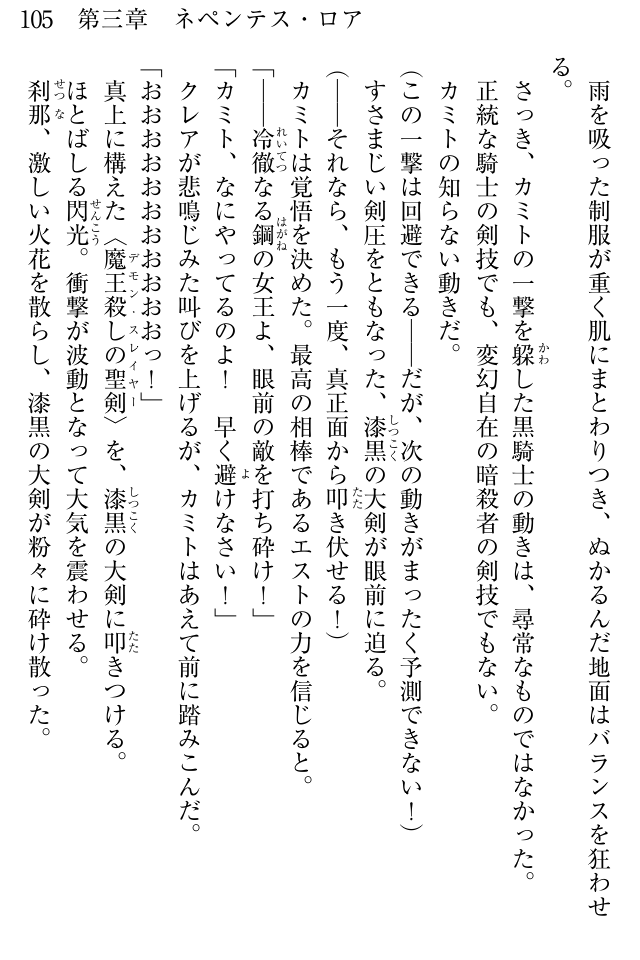 105　第三章　ネペンテス・ロア
　雨を吸った制服が重く肌にまとわりつき、ぬかるんだ地面はバランスを狂わせ
る。
　さっき、カミトの一撃を躱した黒騎士の動きは、尋常なものではなかった。
　正統な騎士の剣技でも、変幻自在の暗殺者の剣技でもない。
　カミトの知らない動きだ。
（この一撃は回避できる――だが、次の動きがまったく予測できない！）
　すさまじい剣圧をともなった、漆黒の大剣が眼前に迫る。
（――それなら、もう一度、真正面から叩き伏せる！）
　カミトは覚悟を決めた。最高の相棒であるエストの力を信じると。
「――冷徹なる鋼の女王よ、眼前の敵を打ち砕け！」
「カミト、なにやってるのよ！　早く避けなさい！」
　クレアが悲鳴じみた叫びを上げるが、カミトはあえて前に踏みこんだ。
「おおおおおおおおおおっ！」
　真上に構えた〈魔王殺しの聖剣〉を、漆黒の大剣に叩きつける。
　ほとばしる閃光。衝撃が波動となって大気を震わせる。
　刹那、激しい火花を散らし、漆黒の大剣が粉々に砕け散った。